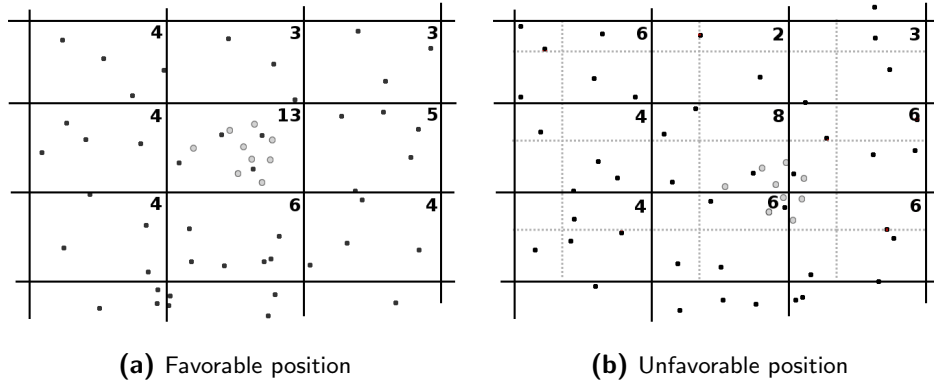 4 3 3 6 2 3
4 13 5 4 8 6
4 6 4 4 6 6
(a) Favorable position
(b) Unfavorable position